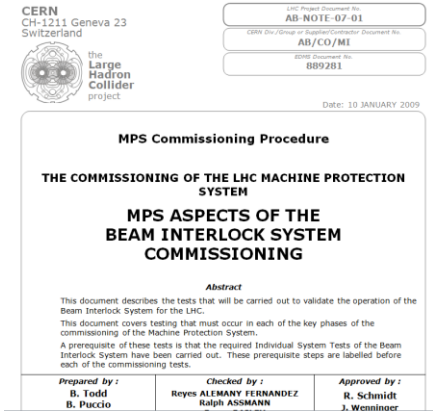 CERN
CH-1211 Geneva 23
Switzerland
the
Large
Hadron
Collider
project
LHC Project Document No.
AB-NOTE-07-01
CERN Div./Group or Supplier/Contractor Document No.
AB/CO/MI
EDMS Document No.
889281
Date: 10 JANUARY 2009
MPS Commissioning Procedure
THE COMMISSIONING OF THE LHC MACHINE PROTECTION
SYSTEM
MPS ASPECTS OF THE
BEAM INTERLOCK SYSTEM
COMMISSIONING
Abstract
This document describes the tests that will be carried out to validate the operation of the
Beam Interlock System for the LHC.
This document covers testing that must occur in each of the key phases of the
commissioning of the Machine Protection System.
A prerequisite of these tests is that the required Individual System Tests of the Beam
Interlock System have been carried out. These prerequisite steps are labelled before
each of the commissioning tests.
Prepared by :
B. Todd
B. Puccio
Checked by :
Reyes ALEMANY FERNANDEZ
Ralph ASSMANN
Approved by :
R. Schmidt
J. Wenninger